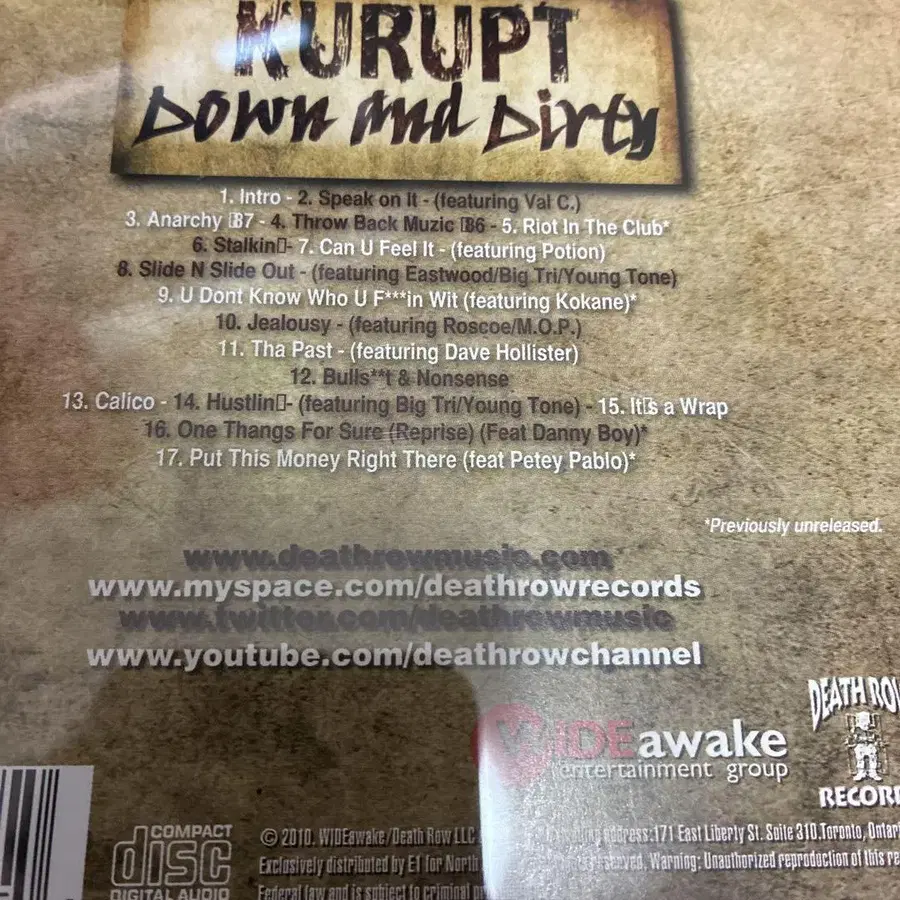 KURUPT
Down and Dirty
1. Intro - 2. Speak on it - (featuring Val C.)
3. Anarchy ▯87 - 4. Throw Back Muzic ▯86 - 5. Riot In The Club*
6. Stalkin▯- 7. Can U Feel It - (featuring Potion)
8. Slide N Slide Out - (featuring Eastwood/Big Tri/Young Tone)
9. U Dont Know Who U F***in Wit (featuring Kokane)*
10. Jealousy - (featuring Roscoe/M.O.P.)
11. Tha Past - (featuring Dave Hollister)
12. Bulls**t & Nonsense
13. Calico - 14. Hustlin▯- (featuring Big Tri/Young Tone) - 15. It▯s a Wrap
16. One Thangs For Sure (Reprise) (Feat Danny Boy)*
17. Put This Money Right There (feat Petey Pablo)*
*Previously unreleased.
www.deathrowmusic.com
www.myspace.com/deathrowrecords
www.twitter.com/deathrowmusic
www.youtube.com/deathrowchannel
WIDEawake
entertainment group
DEATH ROW
RECOR
COMPACT
disc
DIGITAL AUDIO
© 2010. WIDEawake/Death Row LLC address:171 East Liberty St. Suite 310.Toronto, Ontari
Exclusively distributed by E1 for North served. Warning: Unauthorized reproduction of this re
Federal law and is subject to criminal pr